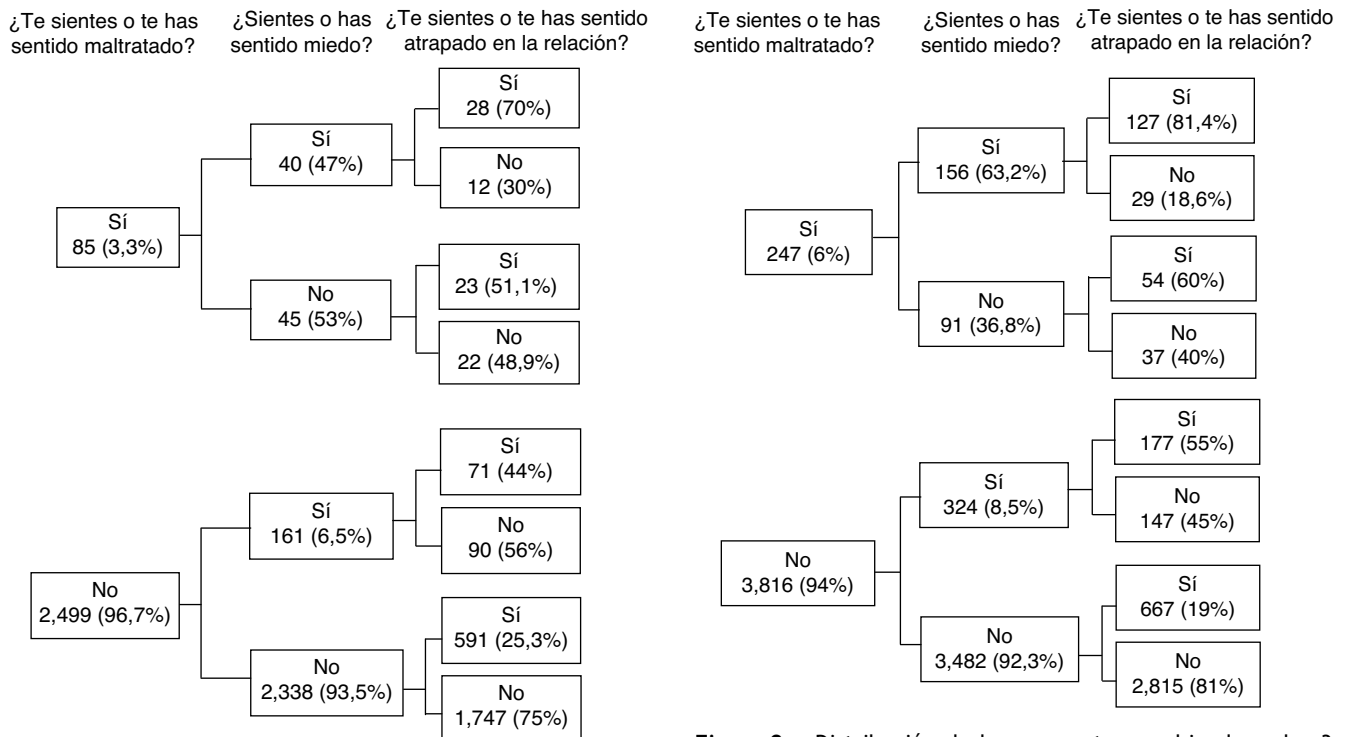 ¿Te sientes o te has
sentido maltratado?
¿Sientes o has
sentido miedo?
¿Te sientes o te has sentido
atrapado en la relación?
Sí
85 (3,3%)
Sí
40 (47%)
Sí
28 (70%)
No
12 (30%)
No
45 (53%)
Sí
23 (51,1%)
No
22 (48,9%)
No
2,499 (96,7%)
Sí
161 (6,5%)
Sí
71 (44%)
No
90 (56%)
No
2,338 (93,5%)
Sí
591 (25,3%)
No
1,747 (75%)
¿Te sientes o te has
sentido maltratado?
¿Sientes o has
sentido miedo?
¿Te sientes o te has sentido
atrapado en la relación?
Sí
247 (6%)
Sí
156 (63,2%)
Sí
127 (81,4%)
No
29 (18,6%)
No
91 (36,8%)
Sí
54 (60%)
No
37 (40%)
No
3,816 (94%)
Sí
324 (8,5%)
Sí
177 (55%)
No
147 (45%)
No
3,482 (92,3%)
Sí
667 (19%)
No
2,815 (81%)